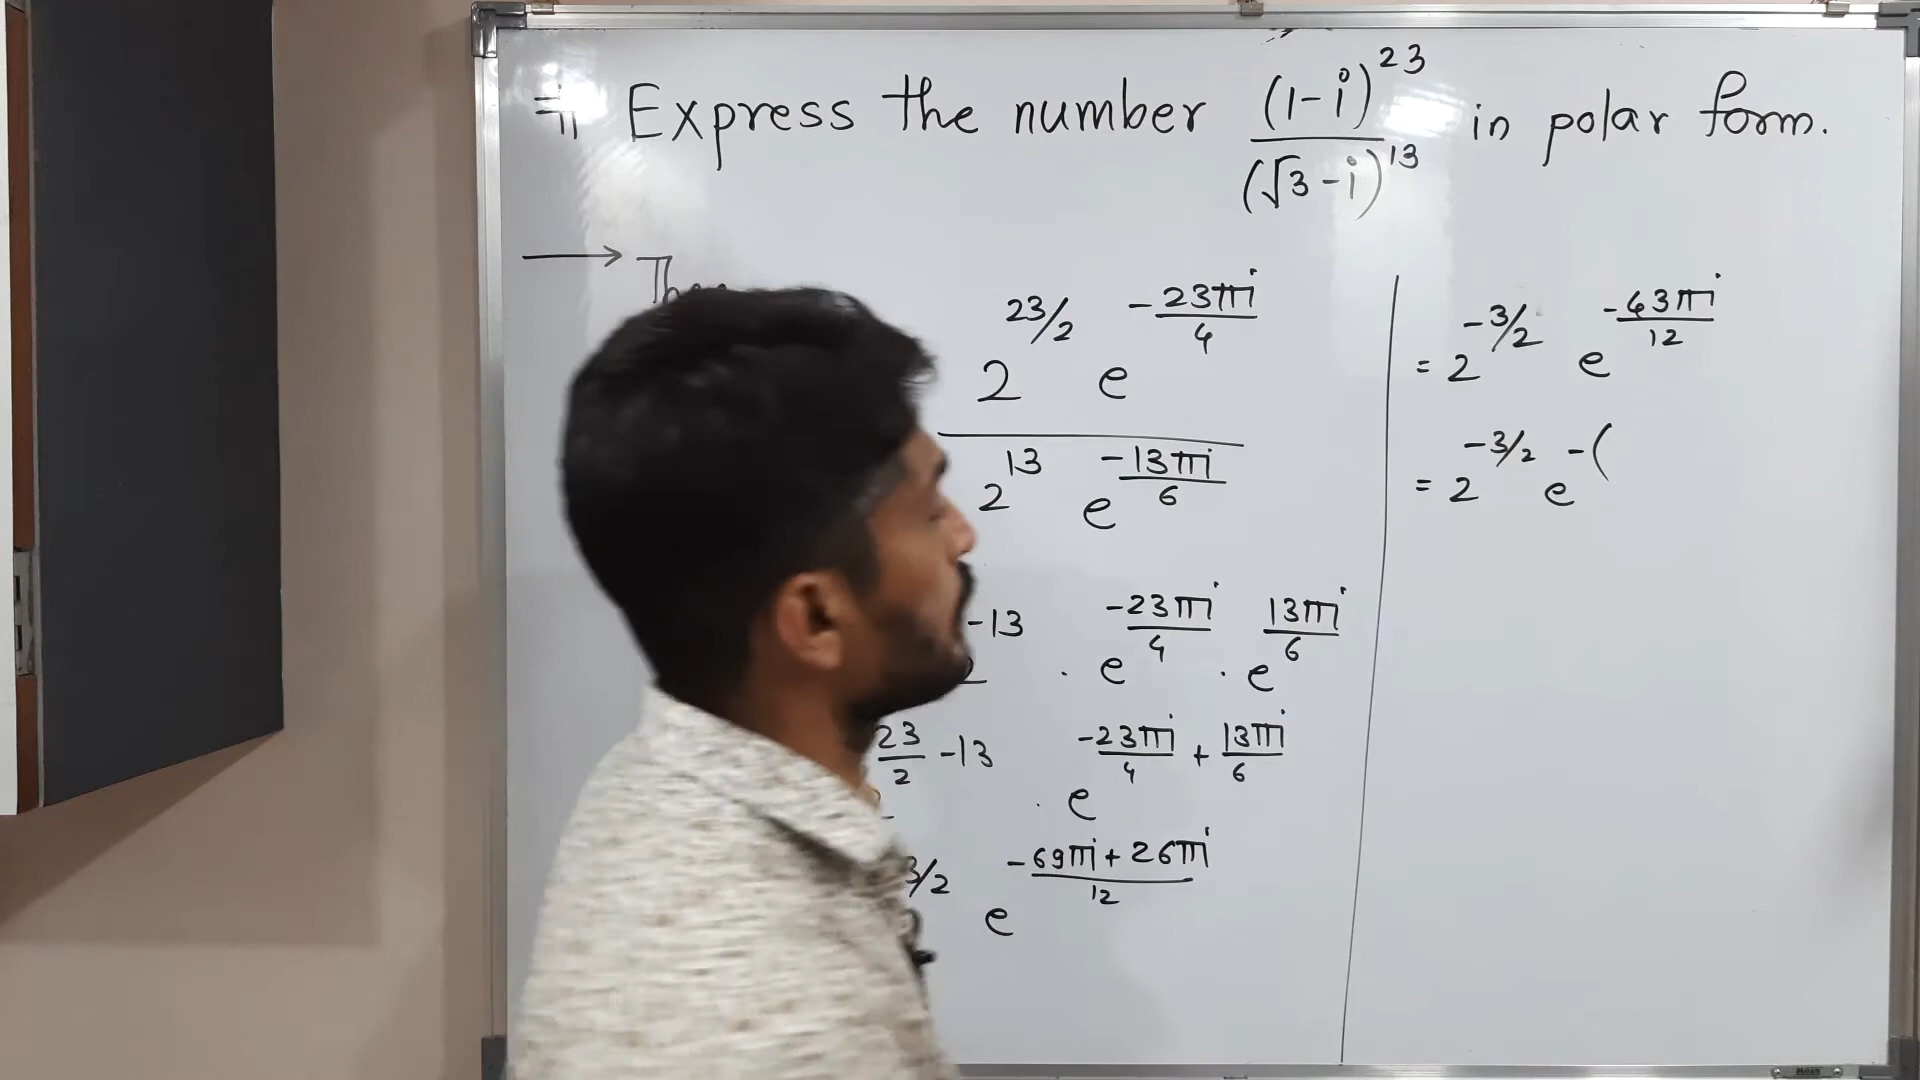 Express the number (1-i)^23 / (√3-i)^13 in polar form.
2^23/2 e^-23πi/4
2^13 e^-13πi/6
-13 · e^-23πi/4 · e^13πi/6
23/2 -13 · e^-23πi/4 + 13πi/6
3/2 e^-69πi+26πi/12
= 2^-3/2 e^-43πi/12
= 2^-3/2 e^-(